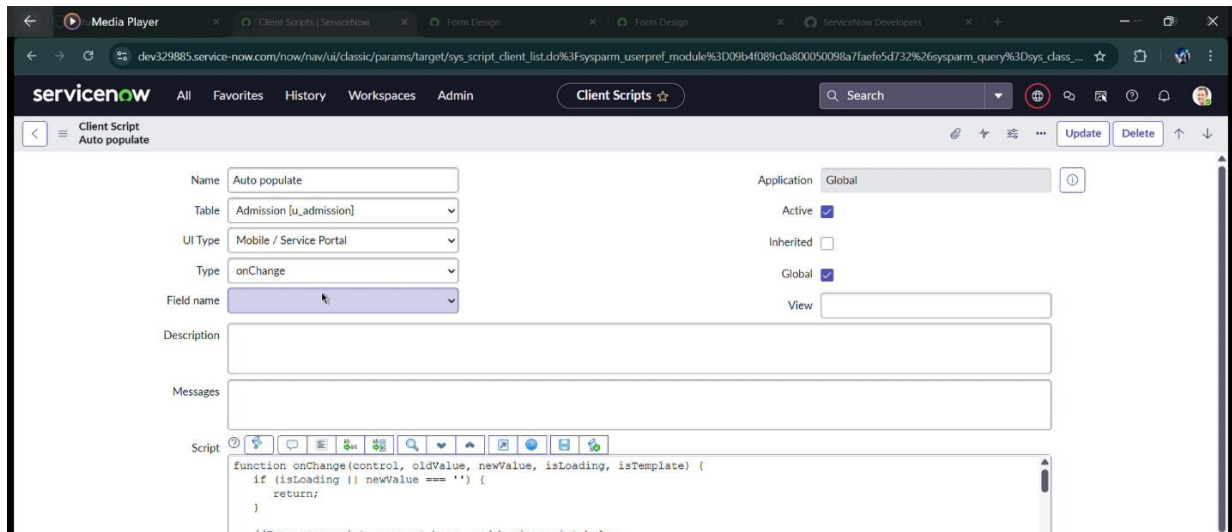 Media Player
Client Scripts | ServiceNow
Form Design
Form Design
ServiceNow Developers
dev329885.service-now.com/now/nav/ui/classic/params/target/sys_script_client_list.do%3Fsysparm_userpref_module%3D09b4f089c0a800050098a7faefe5d732%26sysparm_query%3Dsys_class_...
servicenow All Favorites History Workspaces Admin Client Scripts Search
Client Script
Auto populate
Update Delete
Name Auto populate Application Global
Table Admission [u_admission] Active
UI Type Mobile / Service Portal Inherited
Type onChange Global
Field name View
Description
Messages
Script
function onChange(control, oldValue, newValue, isLoading, isTemplate) {
if (isLoading || newValue === '') {
return;
}